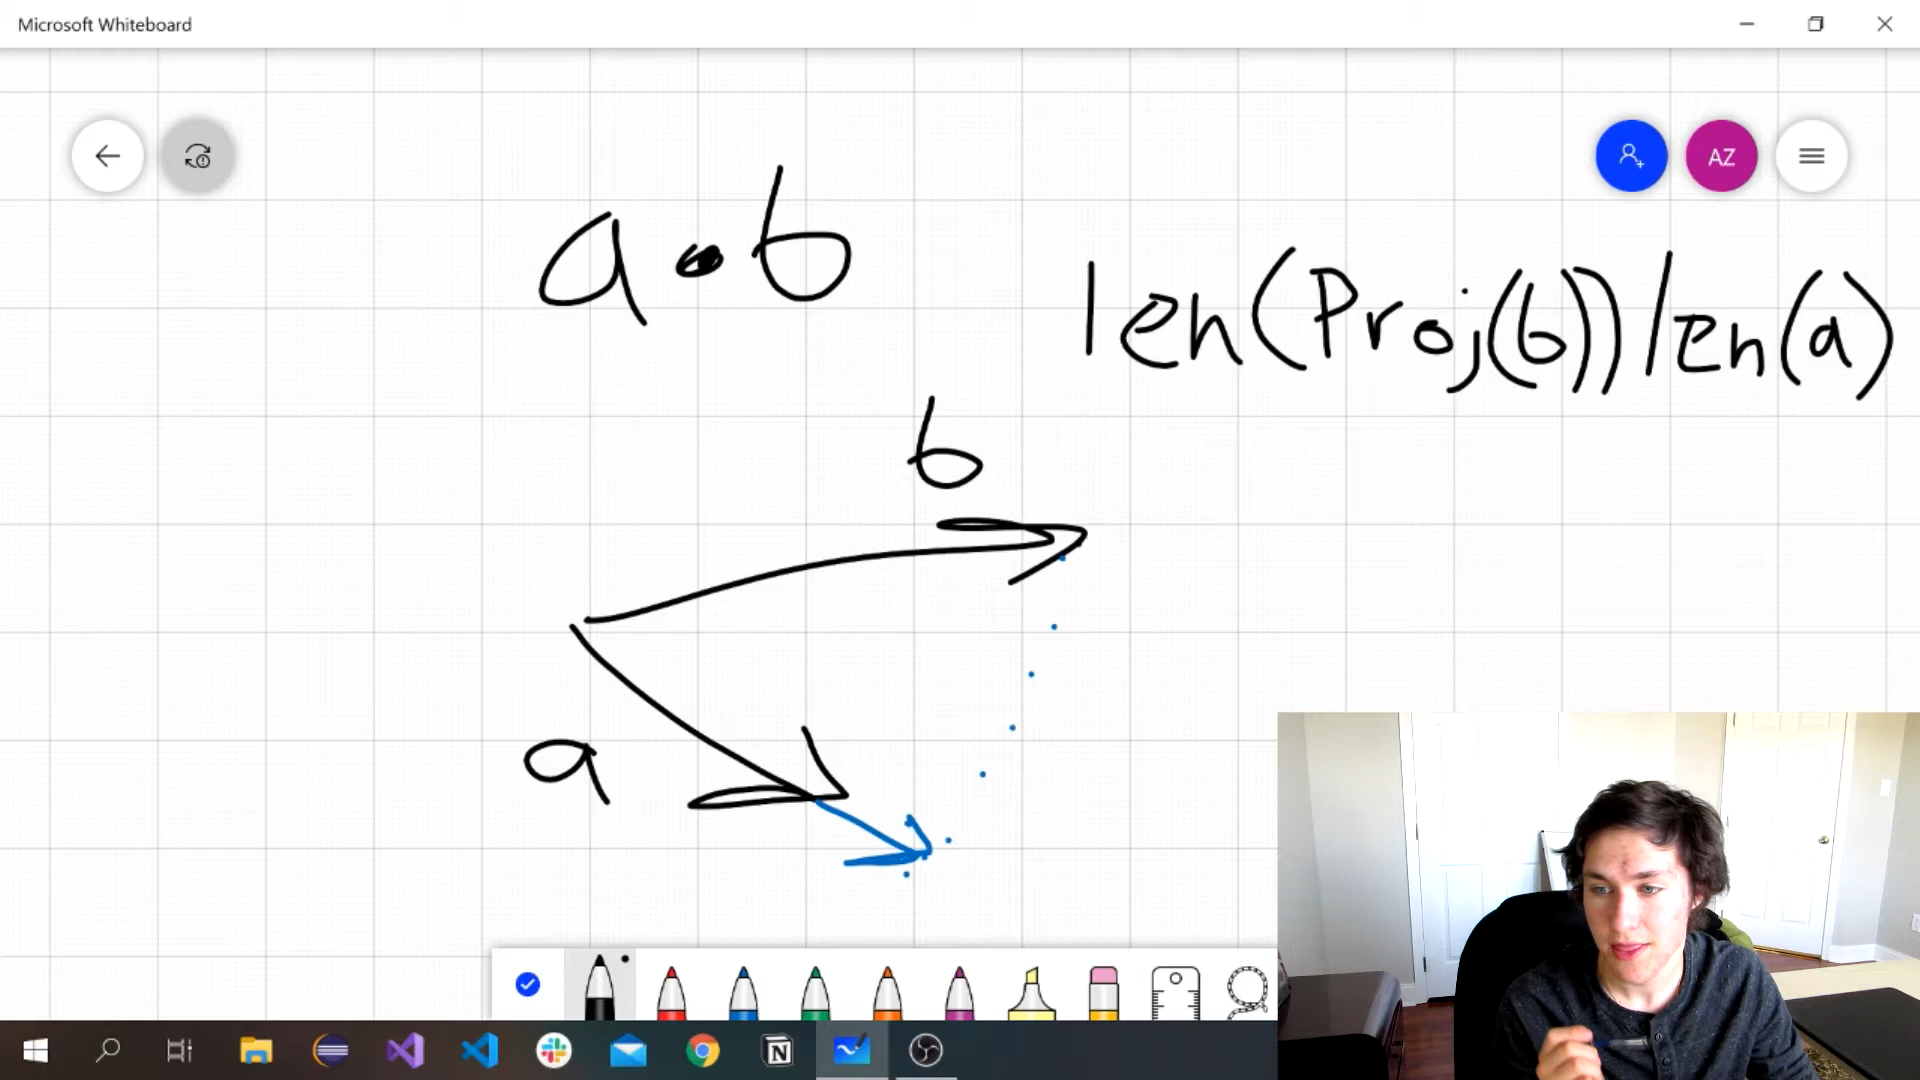 Microsoft Whiteboard
AZ
a • b
len(Proj(b))len(a)
b
a